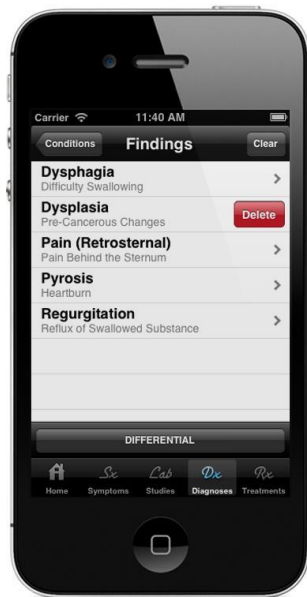 Carrier 11:40 AM
Conditions Findings Clear
Dysphagia
Difficulty Swallowing
Dysplasia
Pre-Cancerous Changes
Delete
Pain (Retrosternal)
Pain Behind the Sternum
Pyrosis
Heartburn
Regurgitation
Reflux of Swallowed Substance
DIFFERENTIAL
Sx Lab Dx Rx
Home Symptoms Studies Diagnoses Treatments